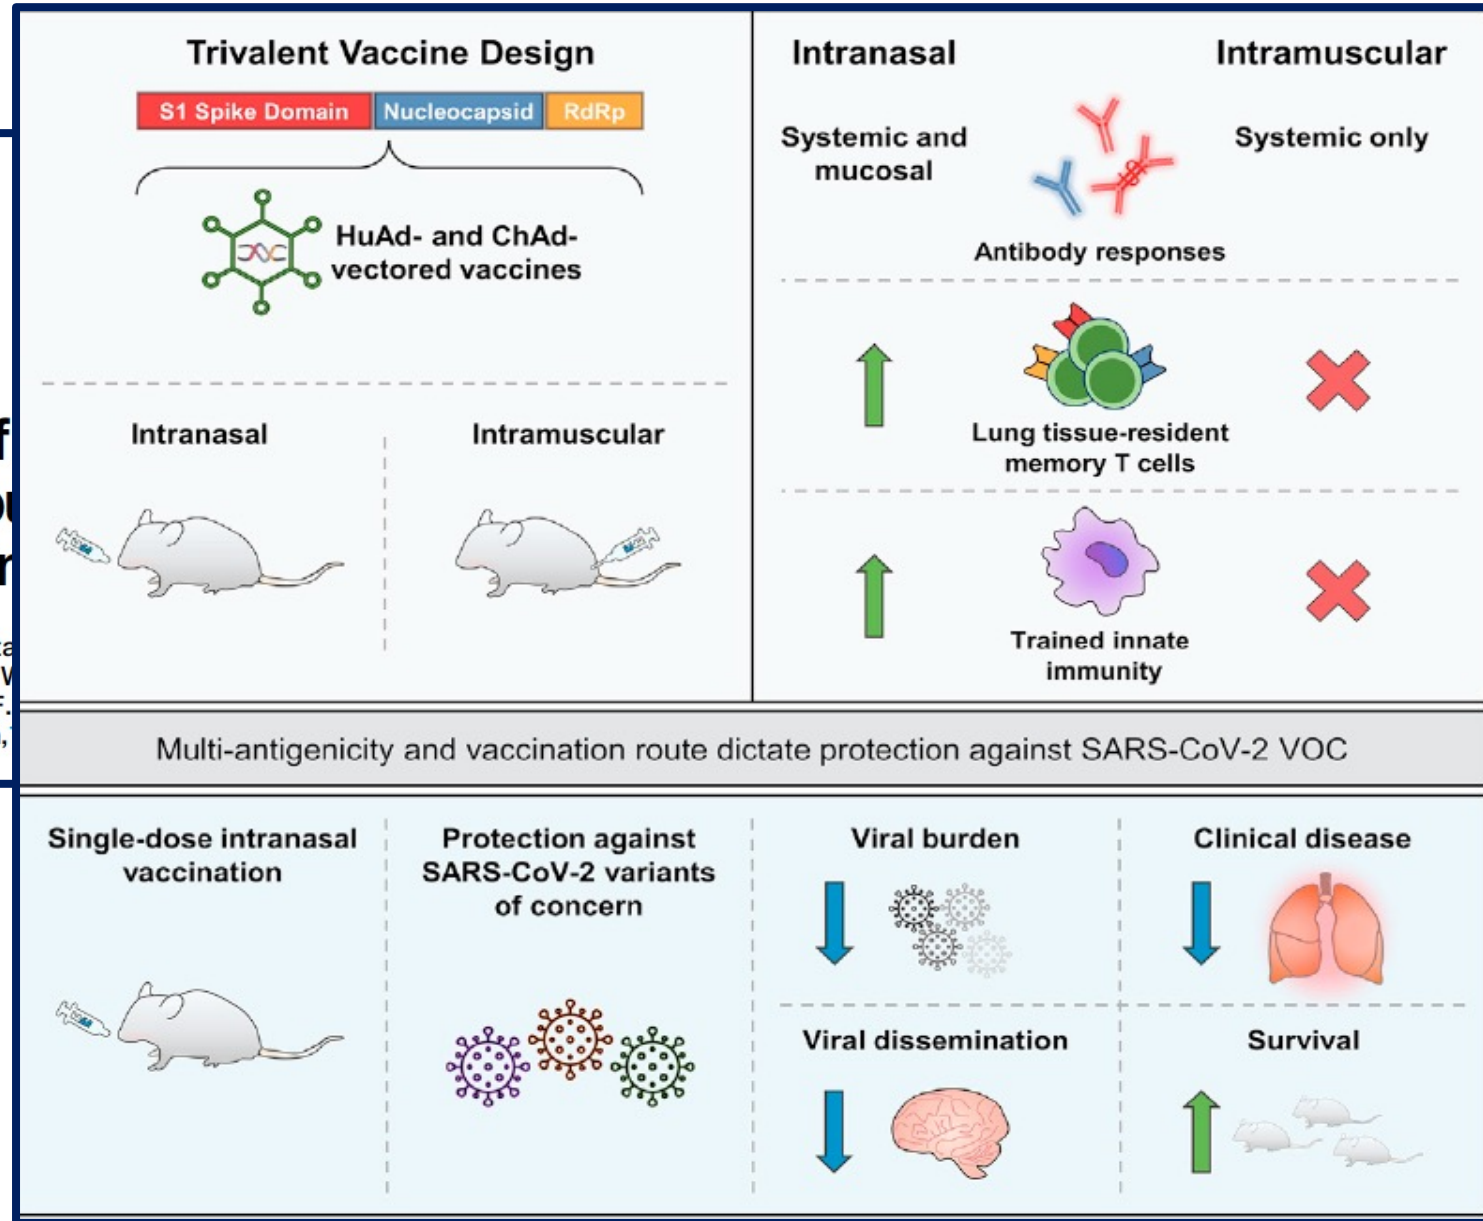 Trivalent Vaccine Design
S1 Spike Domain Nucleocapsid RdRp
HuAd- and ChAd-
vectored vaccines
Intranasal Intramuscular
Intranasal Intramuscular
Systemic and
mucosal
Systemic only
Antibody responses
Lung tissue-resident
memory T cells
Trained innate
immunity
Multi-antigenicity and vaccination route dictate protection against SARS-CoV-2 VOC
Single-dose intranasal
vaccination
Protection against
SARS-CoV-2 variants
of concern
Viral burden
Clinical disease
Viral dissemination
Survival